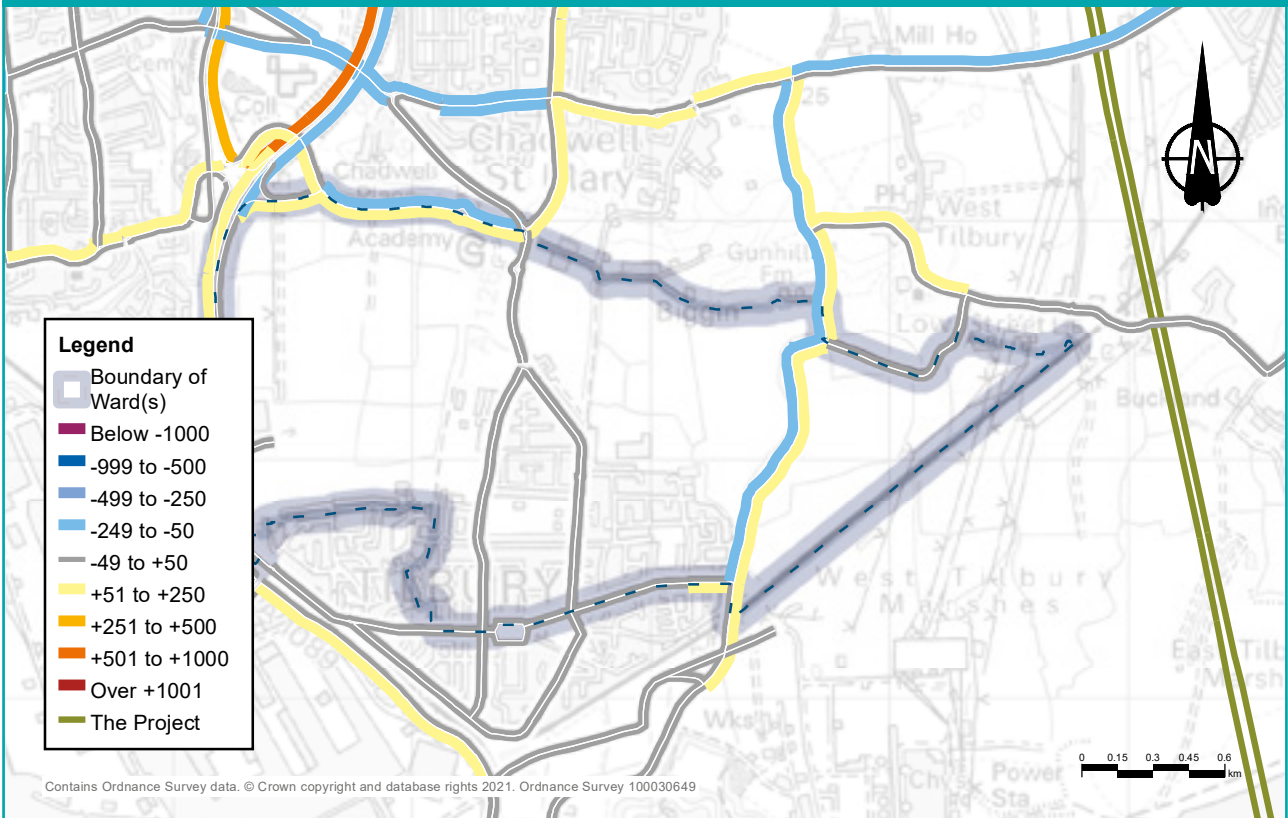 Cemy
Mill Ho
Cemy
Coll
25
Chadwell
Chadwell
St Mary
Academy
West
Tilbury
Gunhill
Fm
Biggin
Low Street
Buckland
N
Legend
Boundary of
Ward(s)
Below -1000
-999 to -500
-499 to -250
-249 to -50
-49 to +50
+51 to +250
+251 to +500
+501 to +1000
Over +1001
The Project
TILBURY
West Tilbury
Marshes
East Tilb
Marsh
Wks
Power
Sta
0 0.15 0.3 0.45 0.6
km
Contains Ordnance Survey data. © Crown copyright and database rights 2021. Ordnance Survey 100030649